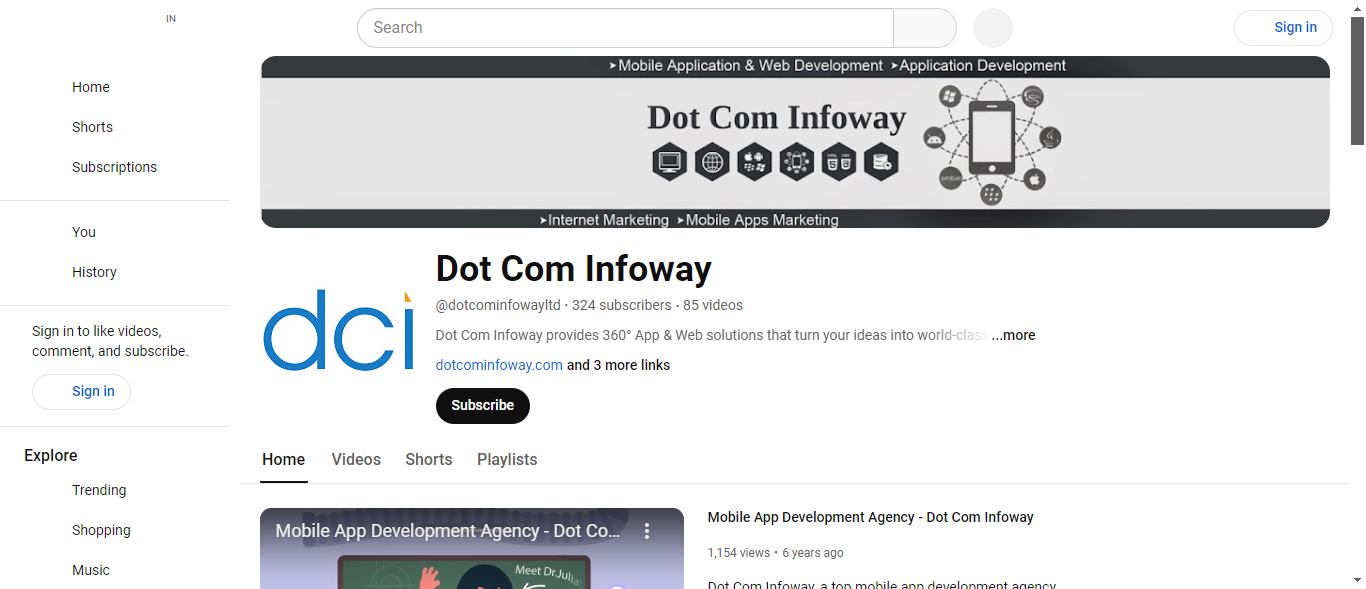 IN
Search
Sign in
Home
Shorts
Subscriptions
You
History
Sign in to like videos,
comment, and subscribe.
Sign in
Explore
Trending
Shopping
Music
➤Mobile Application & Web Development ➤Application Development
Dot Com Infoway
➤Internet Marketing ➤Mobile Apps Marketing
dci
Dot Com Infoway
@dotcominfowayltd · 324 subscribers · 85 videos
Dot Com Infoway provides 360° App & Web solutions that turn your ideas into world-class ...more
dotcominfoway.com and 3 more links
Subscribe
Home Videos Shorts Playlists
Mobile App Development Agency - Dot Co...
Meet Dr.Julia
Mobile App Development Agency - Dot Com Infoway
1,154 views • 6 years ago
Dot Com Infoway, a top mobile app development agency